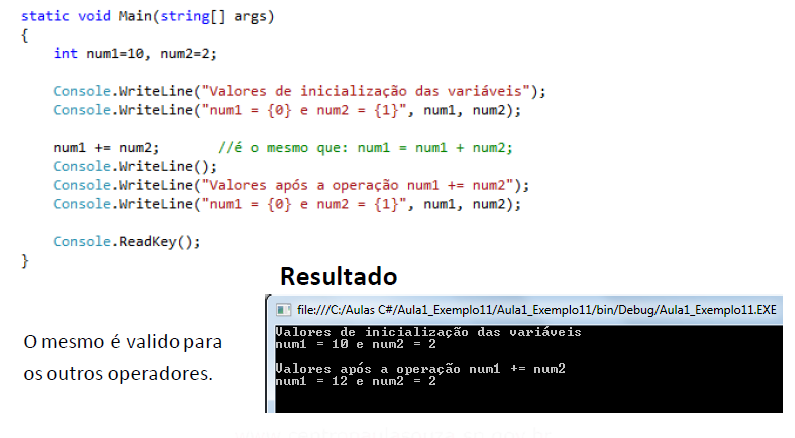 static void Main(string[] args)
{
int num1=10, num2=2;
Console.WriteLine("Valores de inicialização das variáveis");
Console.WriteLine("num1 = {0} e num2 = {1}", num1, num2);
num1 += num2; //é o mesmo que: num1 = num1 + num2;
Console.WriteLine();
Console.WriteLine("Valores após a operação num1 += num2");
Console.WriteLine("num1 = {0} e num2 = {1}", num1, num2);
Console.ReadKey();
}
Resultado
file:///C:/Aulas C#/Aula1_Exemplo11/Aula1_Exemplo11/bin/Debug/Aula1_Exemplo11.EXE
Valores de inicialização das variáveis
num1 = 10 e num2 = 2
Valores após a operação num1 += num2
num1 = 12 e num2 = 2
O mesmo é valido para
os outros operadores.